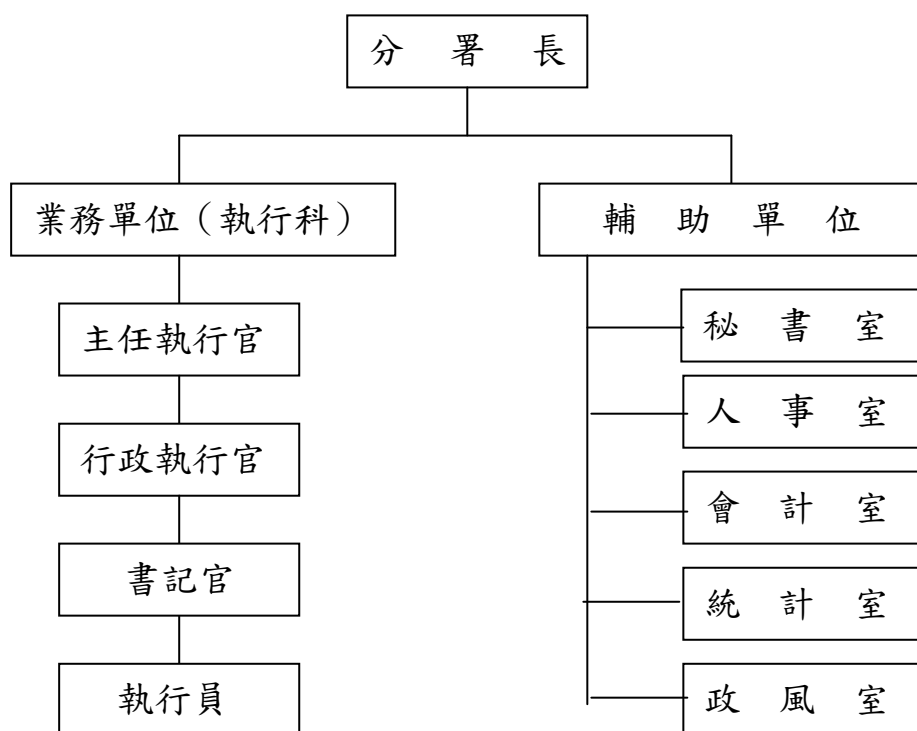 分署長
業務單位（執行科）
輔助單位
主任執行官
行政執行官
書記官
執行員
秘書室
人事室
會計室
統計室
政風室